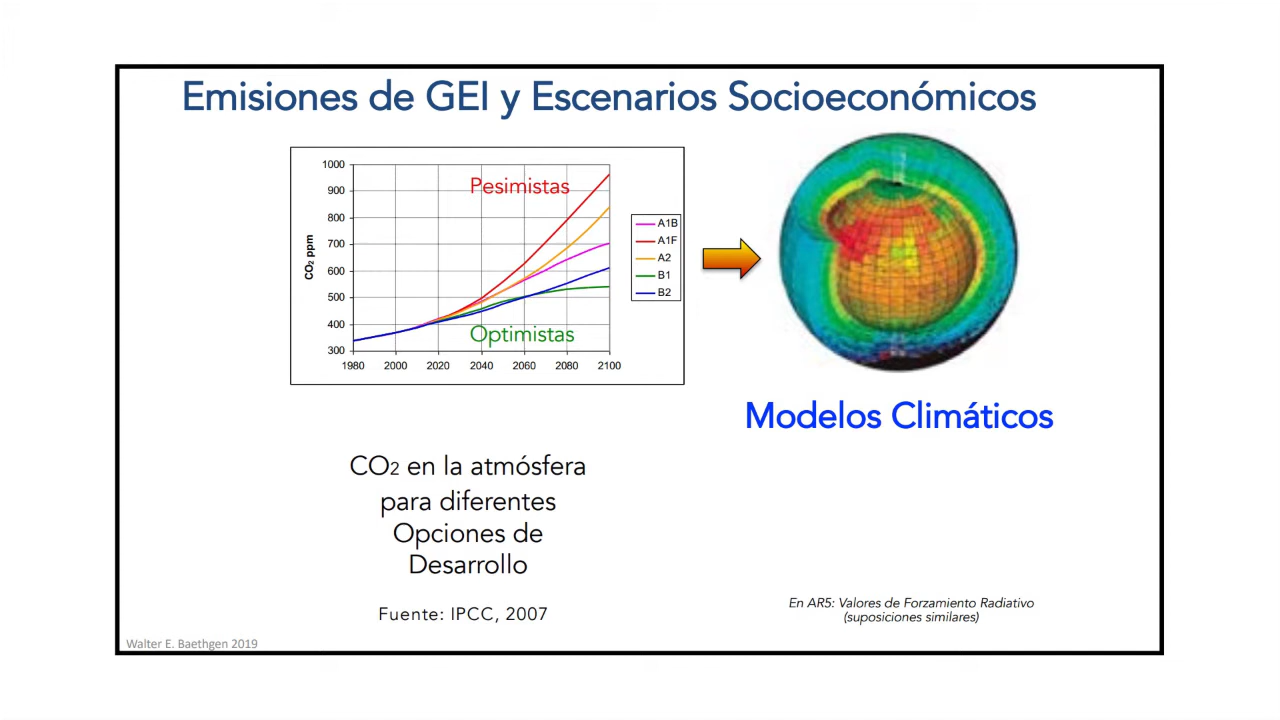 Emisiones de GEI y Escenarios Socioeconómicos
1000
900
800
700
600
500
400
300
CO2 ppm
Pesimistas
Optimistas
1980 2000 2020 2040 2060 2080 2100
A1B
A1F
A2
B1
B2
Modelos Climáticos
CO2 en la atmósfera
para diferentes
Opciones de
Desarrollo
Fuente: IPCC, 2007
En AR5: Valores de Forzamiento Radiativo
(suposiciones similares)
Walter E. Baethgen 2019